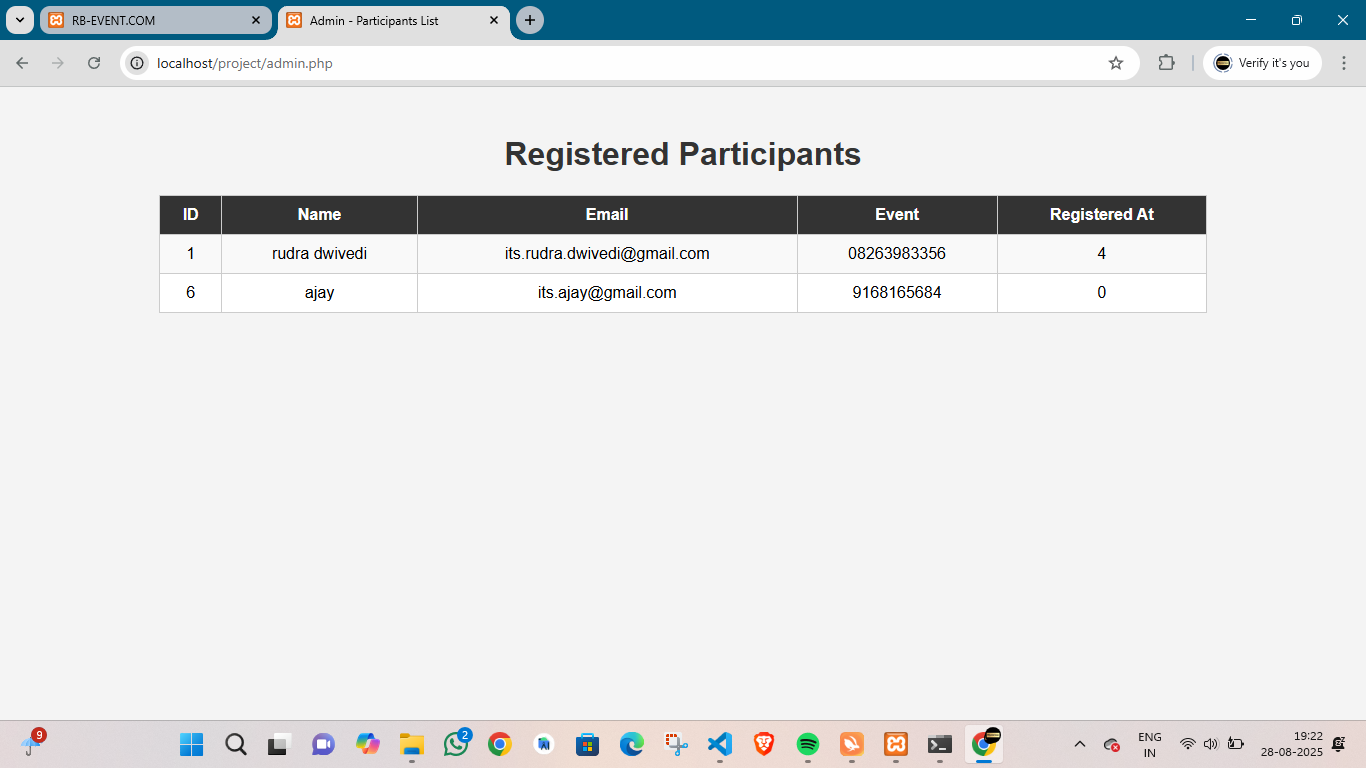 RB-EVENT.COM
Admin - Participants List
localhost/project/admin.php
Verify it's you
Registered Participants
ID Name Email Event Registered At
1 rudra dwivedi its.rudra.dwivedi@gmail.com 08263983356 4
6 ajay its.ajay@gmail.com 9168165684 0
9
2
ENG
IN
19:22
28-08-2025